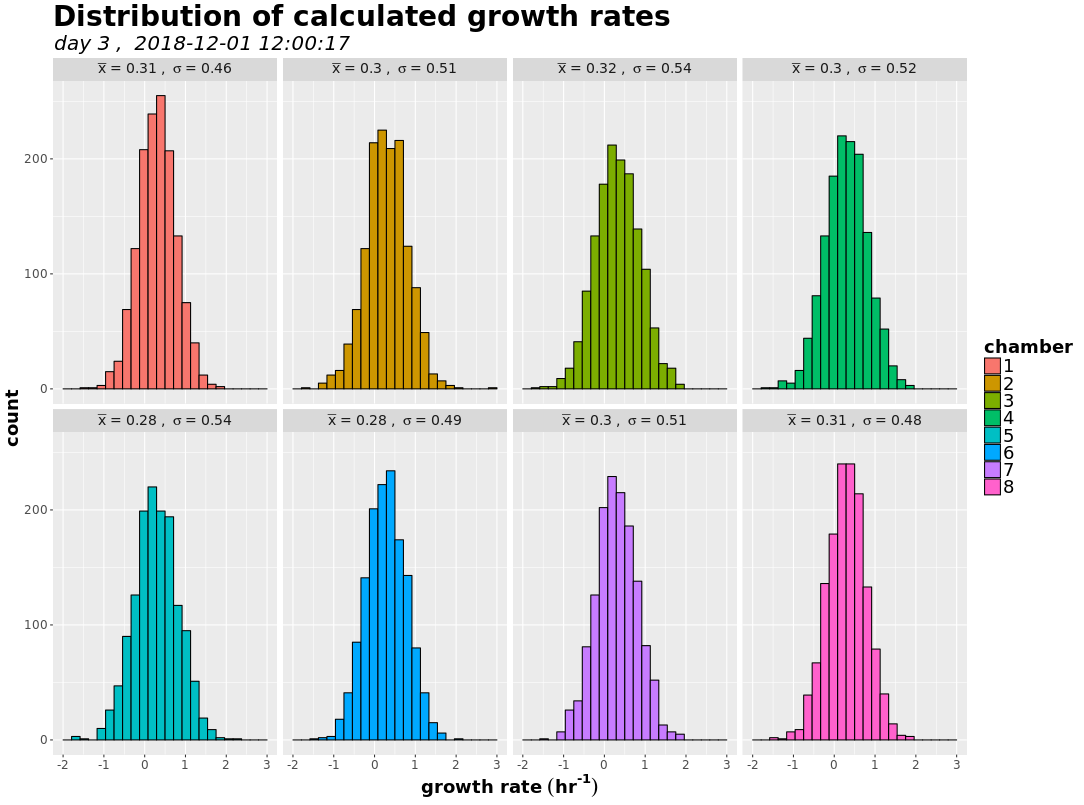 Distribution of calculated growth rates
day 3 ,  2018-12-01 12:00:17
x̅ = 0.31 ,  σ = 0.46
x̅ = 0.3 ,  σ = 0.51
x̅ = 0.32 ,  σ = 0.54
x̅ = 0.3 ,  σ = 0.52
200
100
0
count
x̅ = 0.28 ,  σ = 0.54
x̅ = 0.28 ,  σ = 0.49
x̅ = 0.3 ,  σ = 0.51
x̅ = 0.31 ,  σ = 0.48
200
100
0
-2 -1 0 1 2 3
-2 -1 0 1 2 3
-2 -1 0 1 2 3
-2 -1 0 1 2 3
growth rate (hr⁻¹)
chamber
1
2
3
4
5
6
7
8